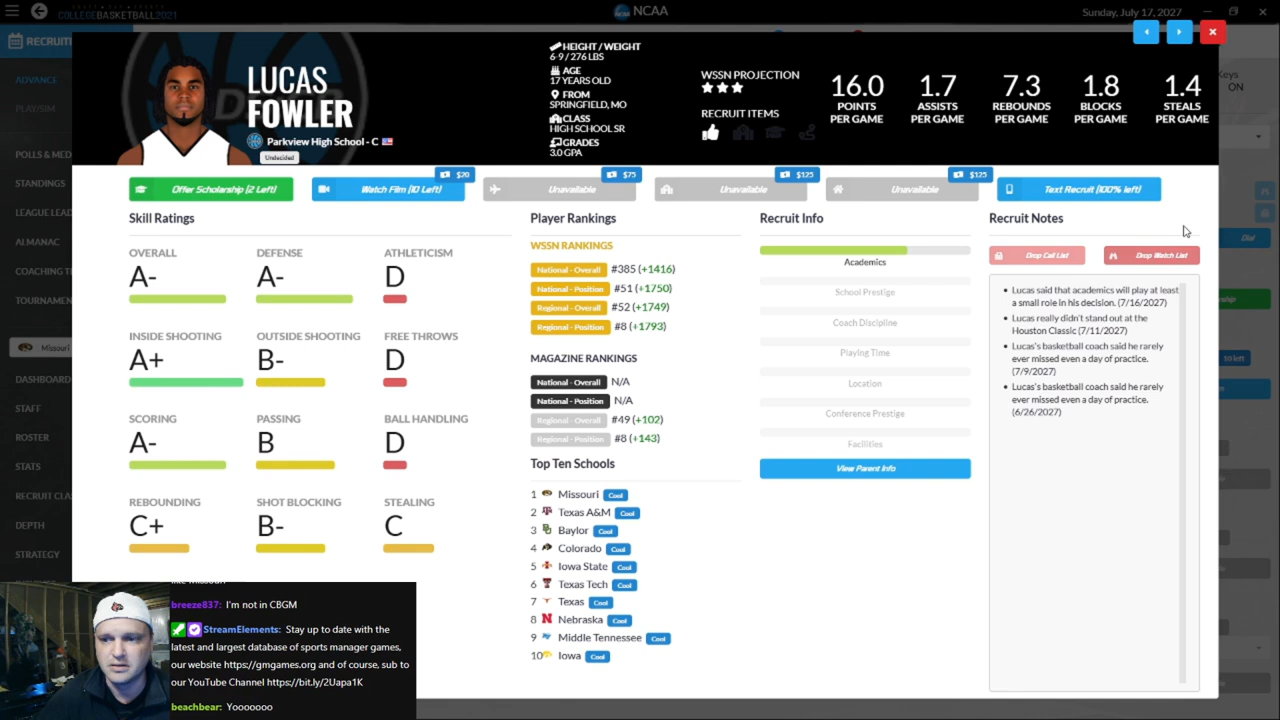 COLLEGEBASKETBALL2021
NCAA
Sunday, July 17, 2027
ADVANCE
PLAY/SIM
STANDINGS
ALMANAC
Missouri
STAFF
ROSTER
STATS
DEPTH
STRATEGY
ON
LUCAS
FOWLER
Parkview High School - C
Undecided
HEIGHT / WEIGHT
6-9 / 276 LBS
AGE
17 YEARS OLD
FROM
SPRINGFIELD, MO
CLASS
HIGH SCHOOL SR
GRADES
3.0 GPA
WSSN PROJECTION
RECRUIT ITEMS
16.0
POINTS
PER GAME
1.7
ASSISTS
PER GAME
7.3
REBOUNDS
PER GAME
1.8
BLOCKS
PER GAME
1.4
STEALS
PER GAME
Offer Scholarship (2 Left)
$20
Watch Film (10 Left)
$75
Unavailable
$125
Unavailable
$125
Unavailable
Text Recruit (100% left)
Skill Ratings
OVERALL
A-
DEFENSE
A-
ATHLETICISM
D
INSIDE SHOOTING
A+
OUTSIDE SHOOTING
B-
FREE THROWS
D
SCORING
A-
PASSING
B
BALL HANDLING
D
REBOUNDING
C+
SHOT BLOCKING
B-
STEALING
C
Player Rankings
WSSN RANKINGS
National - Overall #385 (+1416)
National - Position #51 (+1750)
Regional - Overall #52 (+1749)
Regional - Position #8 (+1793)
MAGAZINE RANKINGS
National - Overall N/A
National - Position N/A
Regional - Overall #49 (+102)
Regional - Position #8 (+143)
Top Ten Schools
1 Missouri Cool
2 Texas A&M Cool
3 Baylor Cool
4 Colorado Cool
5 Iowa State Cool
6 Texas Tech Cool
7 Texas Cool
8 Nebraska Cool
9 Middle Tennessee Cool
10 Iowa Cool
Recruit Info
Academics
School Prestige
Coach Discipline
Playing Time
Location
Conference Prestige
Facilities
View Parent Info
Recruit Notes
Drop Call List
Drop Watch List
Lucas said that academics will play at least
a small role in his decision. (7/16/2027)
Lucas really didn't stand out at the
Houston Classic (7/11/2027)
Lucas's basketball coach said he rarely
ever missed even a day of practice.
(7/9/2027)
Lucas's basketball coach said he rarely
ever missed even a day of practice.
(6/26/2027)
breeze837: I'm not in CBGM
StreamElements: Stay up to date with the
latest and largest database of sports manager games,
our website https://gmgames.org and of course, sub to
our YouTube Channel https://bit.ly/2Uapa1K
beachbear: Yooooooo